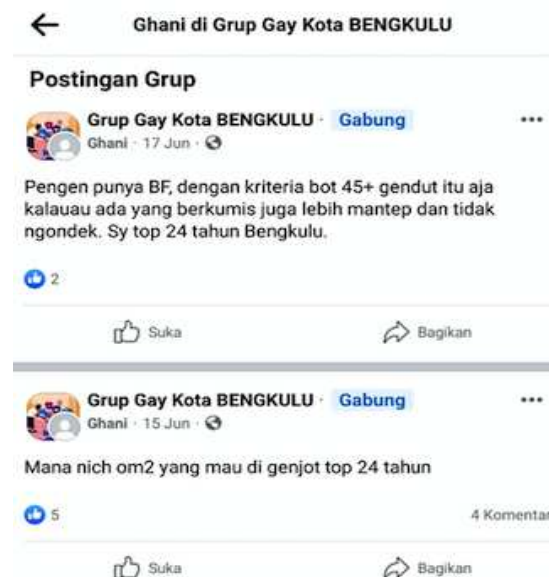 Ghani di Grup Gay Kota BENGKULU
Postingan Grup
Grup Gay Kota BENGKULU · Gabung
Ghani · 17 Jun ·
Pengen punya BF, dengan kriteria bot 45+ gendut itu aja
kalauau ada yang berkumis juga lebih mantep dan tidak
ngondek. Sy top 24 tahun Bengkulu.
2
Suka Bagikan
Grup Gay Kota BENGKULU · Gabung
Ghani · 15 Jun ·
Mana nich om2 yang mau di genjot top 24 tahun
5 4 Komentar
Suka Bagikan